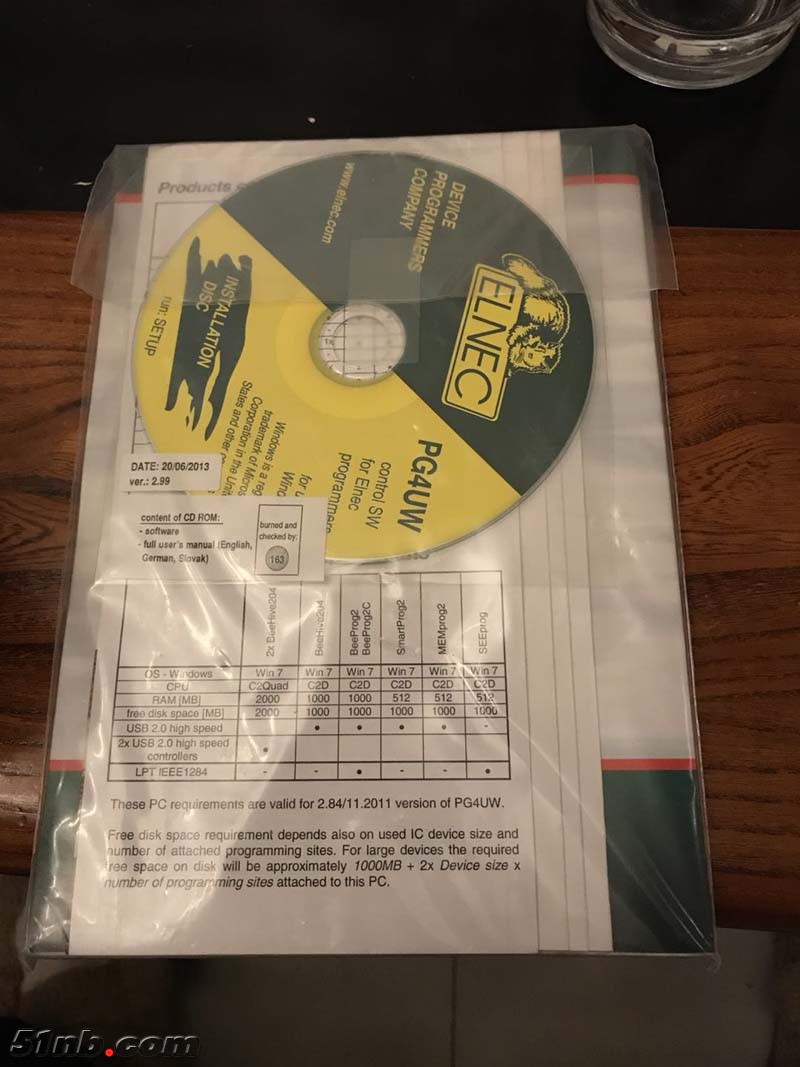 Products
www.elnec.com
DEVICE
PROGRAMMERS
COMPANY
ELNEC
INSTALLATION
DISC
run: SETUP
PG4UW
control SW
for Elnec
programmers
for
Windows is a reg
trademark of Micros
Corporation in the Unite
States and other
DATE: 20/06/2013
ver.: 2.99
content of CD ROM:
- software
- full user's manual (English,
German, Slovak)
burned and
checked by:
163
2x BeeHive204 BeeHive204 BeeProg2 BeeProg2C SmartProg2 MEMprog2 SEEprog
OS - Windows Win 7 Win 7 Win 7 Win 7 Win 7 Win 7
CPU C2Quad C2D C2D C2D C2D C2D
RAM [MB] 2000 1000 1000 512 512 512
free disk space [MB] 2000 1000 1000 1000 1000 1000
USB 2.0 high speed • • • • -
2x USB 2.0 high speed
controllers •
LPT IEEE1284 - - • - - •
These PC requirements are valid for 2.84/11.2011 version of PG4UW.
Free disk space requirement depends also on used IC device size and
number of attached programming sites. For large devices the required
free space on disk will be approximately 1000MB + 2x Device size x
number of programming sites attached to this PC.
51nb.com